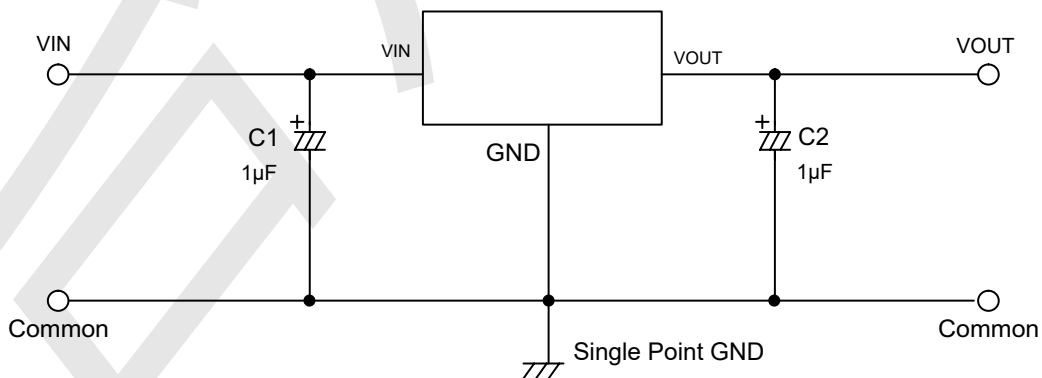 VIN
VIN
VOUT
VOUT
+
C1
1µF
GND
+
C2
1µF
Common
Common
Single Point GND